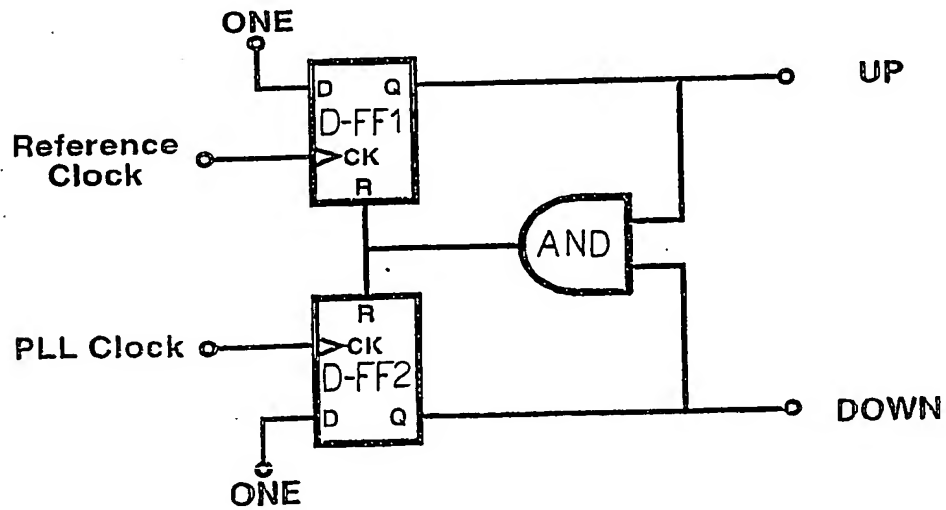 ONE
UP
D Q
D-FF1
Reference
Clock
CK
R
AND
R
PLL Clock
CK
D-FF2
D Q
DOWN
ONE